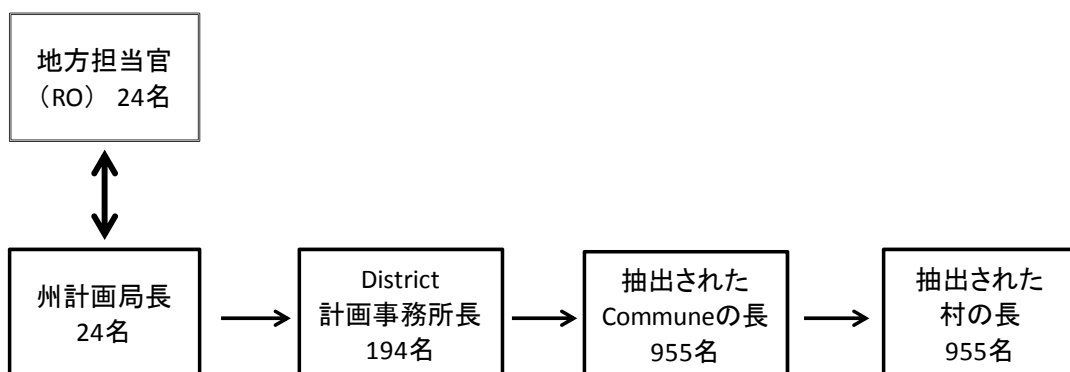 地方担当官
（RO） 24名
州計画局長
24名
District
計画事務所長
194名
抽出された
Communeの長
955名
抽出された
村の長
955名